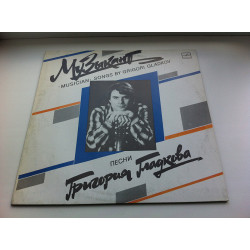 Музыкант
MUSICIAN. SONGS BY GRIGORI GLADKOV
ПЕСНИ
Григория Гладкова